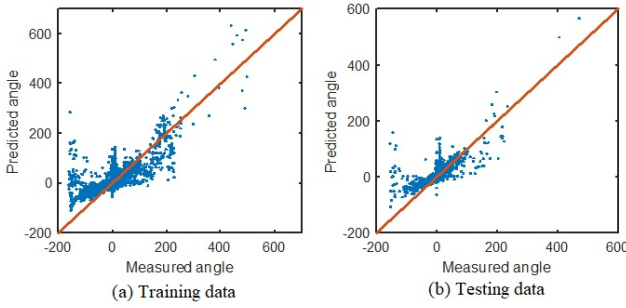 600
400
200
0
-200
Predicted angle
-200 0 200 400 600
Measured angle
(a) Training data
600
400
200
0
-200
Predicted angle
-200 0 200 400 600
Measured angle
(b) Testing data